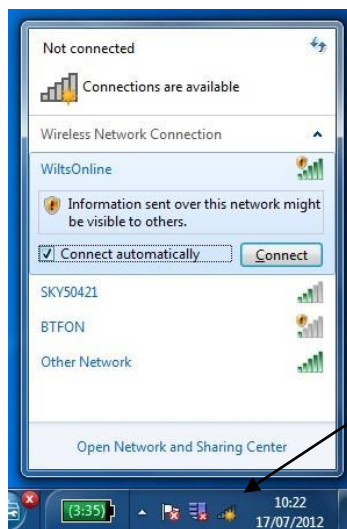 Not connected
Connections are available
Wireless Network Connection
WiltsOnline
Information sent over this network might
be visible to others.
Connect automatically
Connect
SKY50421
BTFON
Other Network
Open Network and Sharing Center
(3:35)
10:22
17/07/2012